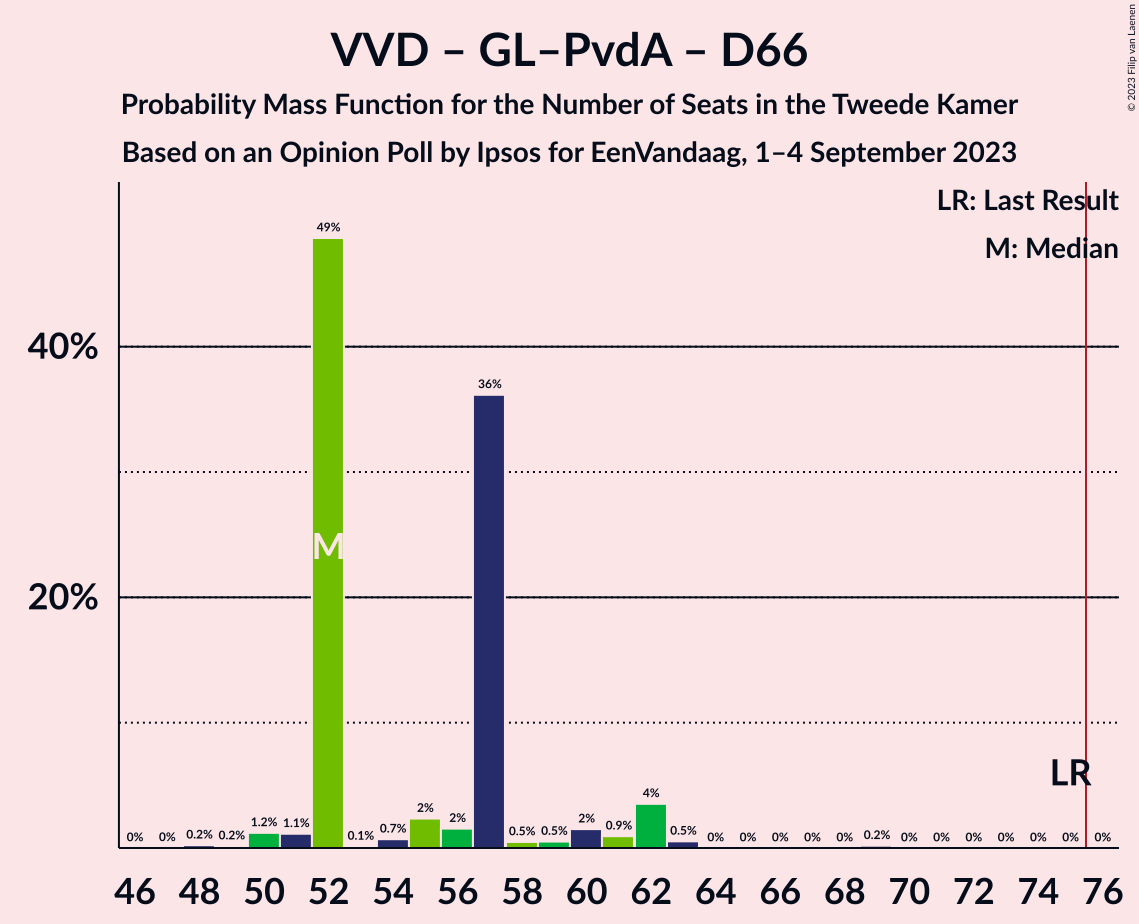 VVD – GL–PvdA – D66
Probability Mass Function for the Number of Seats in the Tweede Kamer
Based on an Opinion Poll by Ipsos for EenVandaag, 1–4 September 2023
© 2023 Filip van Laenen
LR: Last Result
M: Median
49%
40%
36%
M
20%
LR
0% 0% 0.2% 0.2% 1.2% 1.1% 0.1% 0.7% 2% 2% 0.5% 0.5% 2% 0.9% 4% 0.5% 0% 0% 0% 0% 0% 0.2% 0% 0% 0% 0% 0% 0% 0%
46 48 50 52 54 56 58 60 62 64 66 68 70 72 74 76